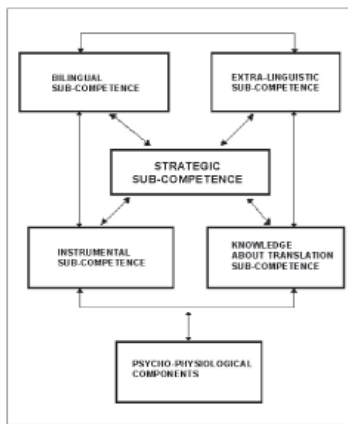 BILINGUAL
SUB-COMPETENCE
EXTRA-LINGUISTIC
SUB-COMPETENCE
STRATEGIC
SUB-COMPETENCE
INSTRUMENTAL
SUB-COMPETENCE
KNOWLEDGE
ABOUT TRANSLATION
SUB-COMPETENCE
PSYCHO-PHYSIOLOGICAL
COMPONENTS